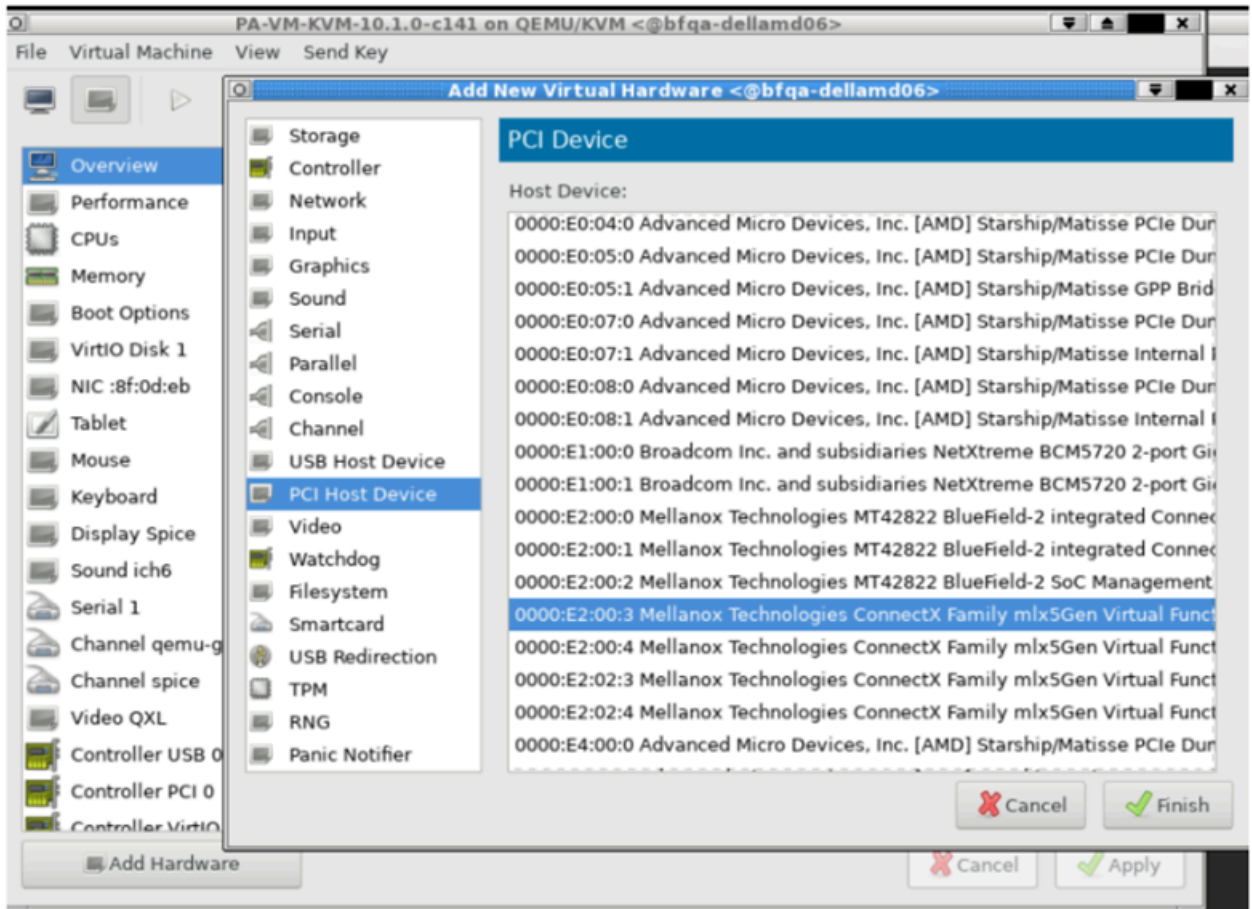 PA-VM-KVM-10.1.0-c141 on QEMU/KVM <@bfqa-dellamd06>
File Virtual Machine View Send Key
Add New Virtual Hardware <@bfqa-dellamd06>
Overview
Performance
CPUs
Memory
Boot Options
VirtIO Disk 1
NIC :8f:0d:eb
Tablet
Mouse
Keyboard
Display Spice
Sound ich6
Serial 1
Channel qemu-g
Channel spice
Video QXL
Controller USB 0
Controller PCI 0
Controller VirtIO
Storage
Controller
Network
Input
Graphics
Sound
Serial
Parallel
Console
Channel
USB Host Device
PCI Host Device
Video
Watchdog
Filesystem
Smartcard
USB Redirection
TPM
RNG
Panic Notifier
PCI Device
Host Device:
0000:E0:04:0 Advanced Micro Devices, Inc. [AMD] Starship/Matisse PCIe Dum
0000:E0:05:0 Advanced Micro Devices, Inc. [AMD] Starship/Matisse PCIe Dum
0000:E0:05:1 Advanced Micro Devices, Inc. [AMD] Starship/Matisse GPP Brid
0000:E0:07:0 Advanced Micro Devices, Inc. [AMD] Starship/Matisse PCIe Dum
0000:E0:07:1 Advanced Micro Devices, Inc. [AMD] Starship/Matisse Internal
0000:E0:08:0 Advanced Micro Devices, Inc. [AMD] Starship/Matisse PCIe Dum
0000:E0:08:1 Advanced Micro Devices, Inc. [AMD] Starship/Matisse Internal
0000:E1:00:0 Broadcom Inc. and subsidiaries NetXtreme BCM5720 2-port Gi
0000:E1:00:1 Broadcom Inc. and subsidiaries NetXtreme BCM5720 2-port Gi
0000:E2:00:0 Mellanox Technologies MT42822 BlueField-2 integrated Connec
0000:E2:00:1 Mellanox Technologies MT42822 BlueField-2 integrated Connec
0000:E2:00:2 Mellanox Technologies MT42822 BlueField-2 SoC Management
0000:E2:00:3 Mellanox Technologies ConnectX Family mlx5Gen Virtual Funct
0000:E2:00:4 Mellanox Technologies ConnectX Family mlx5Gen Virtual Funct
0000:E2:02:3 Mellanox Technologies ConnectX Family mlx5Gen Virtual Funct
0000:E2:02:4 Mellanox Technologies ConnectX Family mlx5Gen Virtual Funct
0000:E4:00:0 Advanced Micro Devices, Inc. [AMD] Starship/Matisse PCIe Dum
Cancel Finish
Add Hardware Cancel Apply